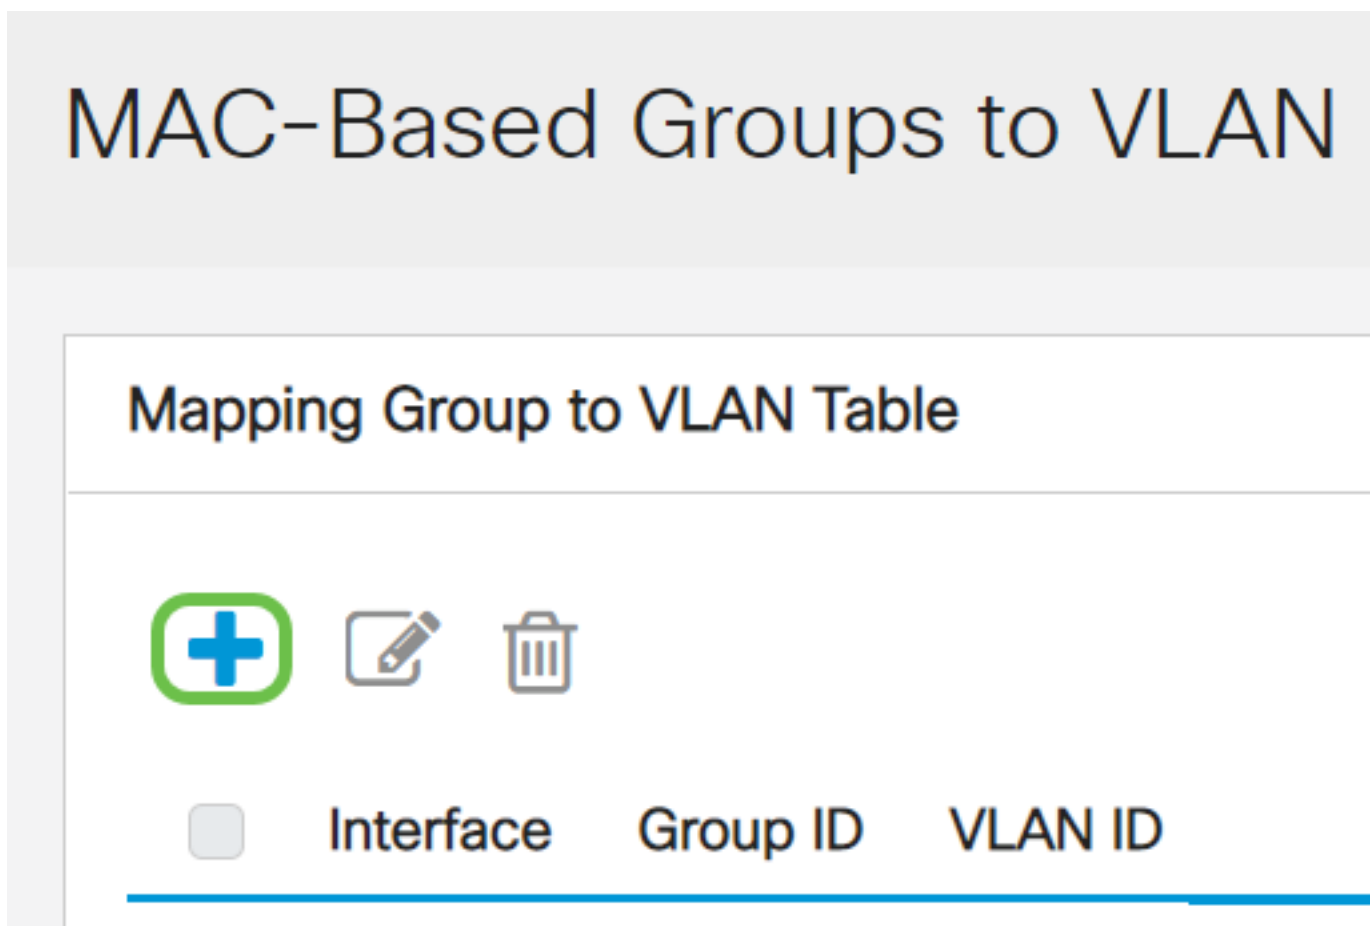 MAC-Based Groups to VLAN
Mapping Group to VLAN Table
Interface Group ID VLAN ID